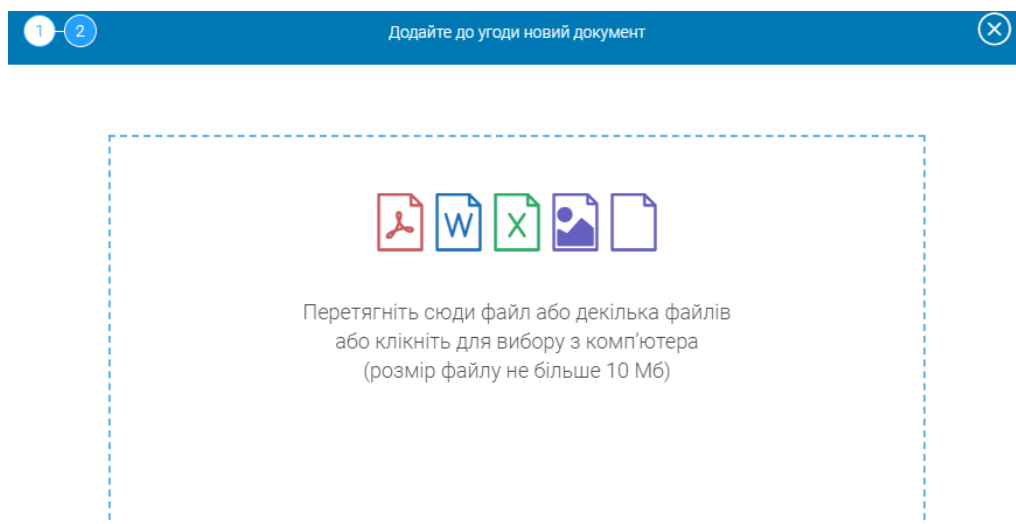 1 2 Додайте до угоди новий документ
W X
Перетягніть сюди файл або декілька файлів
або клікніть для вибору з комп'ютера
(розмір файлу не більше 10 Мб)